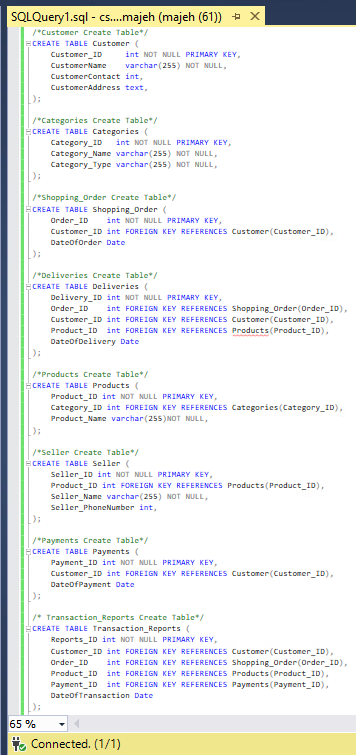 SQLQuery1.sql - cs....majeh (majeh (61))
/*Customer Create Table*/
CREATE TABLE Customer (
Customer_ID int NOT NULL PRIMARY KEY,
CustomerName varchar(255) NOT NULL,
CustomerContact int,
CustomerAddress text,
);
/*Categories Create Table*/
CREATE TABLE Categories (
Category_ID int NOT NULL PRIMARY KEY,
Category_Name varchar(255) NOT NULL,
Category_Type varchar(255) NOT NULL,
);
/*Shopping_Order Create Table*/
CREATE TABLE Shopping_Order (
Order_ID int NOT NULL PRIMARY KEY,
Customer_ID int FOREIGN KEY REFERENCES Customer(Customer_ID),
DateOfOrder Date
);
/*Deliveries Create Table*/
CREATE TABLE Deliveries (
Delivery_ID int NOT NULL PRIMARY KEY,
Order_ID int FOREIGN KEY REFERENCES Shopping_Order(Order_ID),
Customer_ID int FOREIGN KEY REFERENCES Customer(Customer_ID),
Product_ID int FOREIGN KEY REFERENCES Products(Product_ID),
DateOfDelivery Date
);
/*Products Create Table*/
CREATE TABLE Products (
Product_ID int NOT NULL PRIMARY KEY,
Category_ID int FOREIGN KEY REFERENCES Categories(Category_ID),
Product_Name varchar(255)NOT NULL,
);
/*Seller Create Table*/
CREATE TABLE Seller (
Seller_ID int NOT NULL PRIMARY KEY,
Product_ID int FOREIGN KEY REFERENCES Products(Product_ID),
Seller_Name varchar(255) NOT NULL,
Seller_PhoneNumber int,
);
/*Payments Create Table*/
CREATE TABLE Payments (
Payment_ID int NOT NULL PRIMARY KEY,
Customer_ID int FOREIGN KEY REFERENCES Customer(Customer_ID),
DateOfPayment Date
);
/* Transaction_Reports Create Table*/
CREATE TABLE Transaction_Reports (
Reports_ID int NOT NULL PRIMARY KEY,
Customer_ID int FOREIGN KEY REFERENCES Customer(Customer_ID),
Order_ID int FOREIGN KEY REFERENCES Shopping_Order(Order_ID),
Product_ID int FOREIGN KEY REFERENCES Products(Product_ID),
Payment_ID int FOREIGN KEY REFERENCES Payments(Payment_ID),
DateOfTransaction Date
);
65 %
Connected. (1/1)